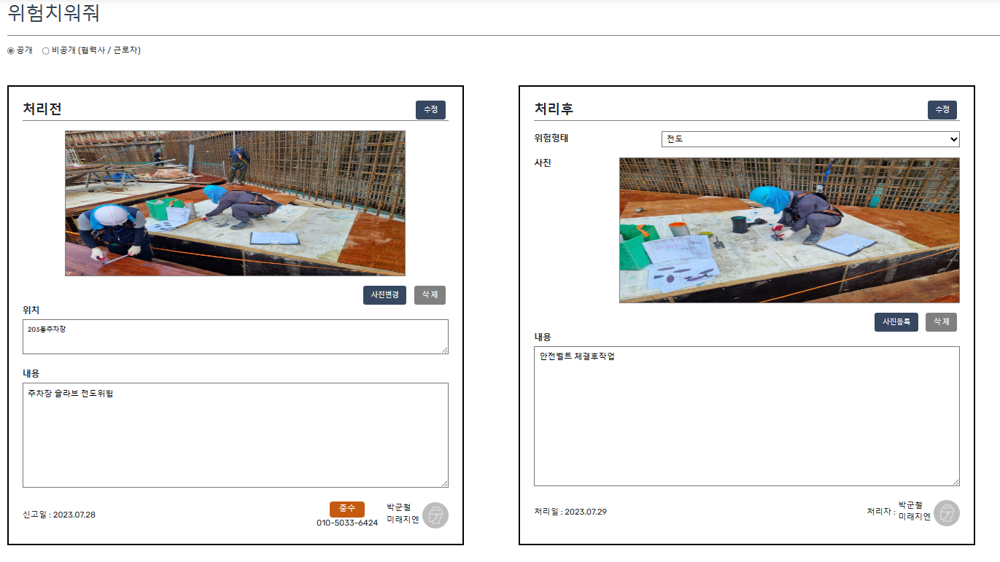 위험치워줘
공개 비공개 (협력사 / 근로자)
처리전
수정
사진변경
삭 제
위치
203동주차장
내용
주차장 슬라브 전도위험
신고일 : 2023.07.28
중수
010-5033-6424
박군철
미래지엔
처리후
수정
위험형태
전도
사진
사진등록
삭 제
내용
안전벨트 체결후작업
처리일 : 2023.07.29
처리자 :
박군철
미래지엔